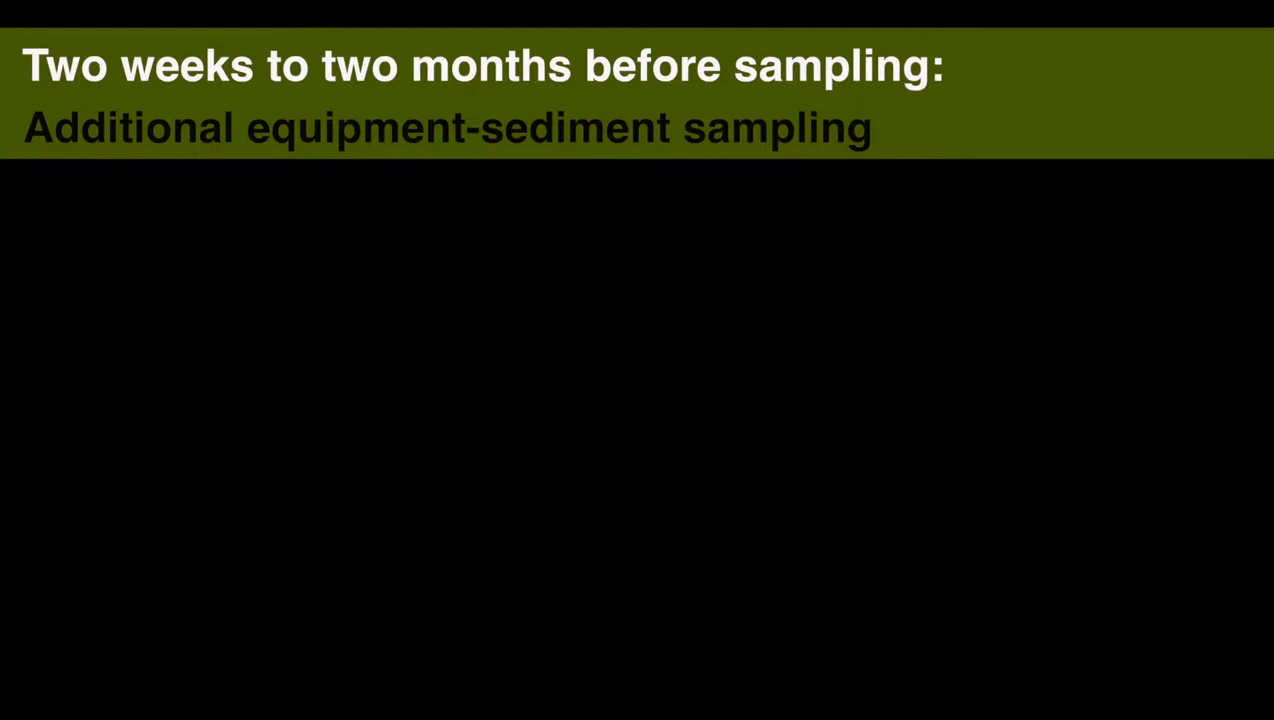 Two weeks to two months before sampling:
Additional equipment-sediment sampling